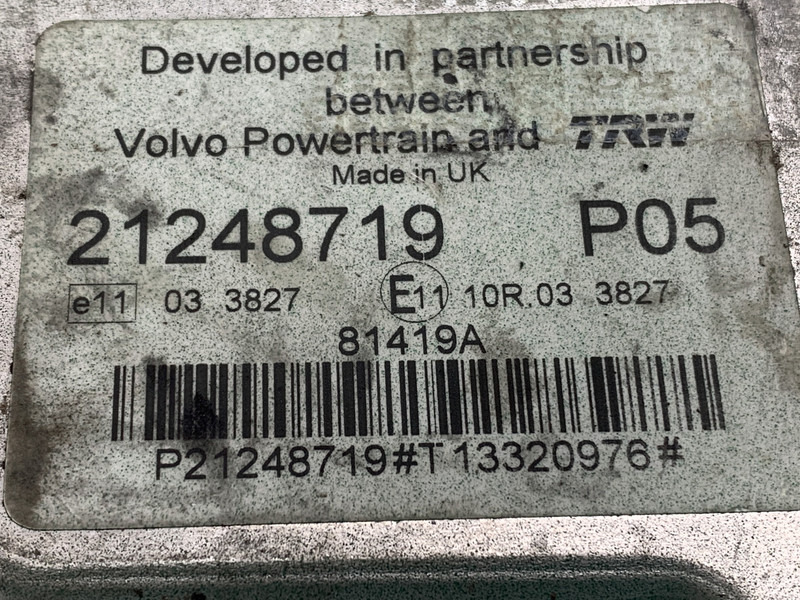 Developed in partnership
between
Volvo Powertrain and TRW
Made in UK
21248719 P05
e11 03 3827 E11 10R.03 3827
81419A
P21248719#T13320976#